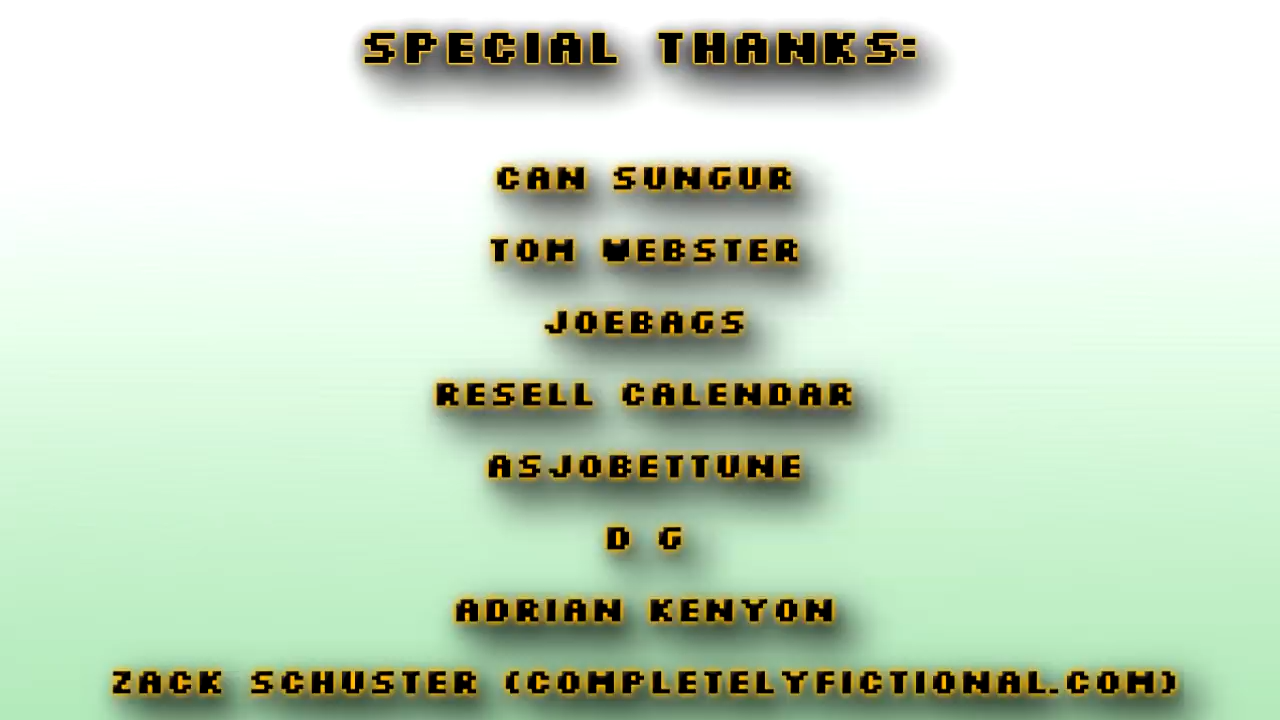 SPECIAL THANKS:
CAN SUNGUR
TOM WEBSTER
JOEBAGS
RESELL CALENDAR
ASJOBETTUNE
D G
ADRIAN KENYON
ZACK SCHUSTER (COMPLETELYFICTIONAL.COM)